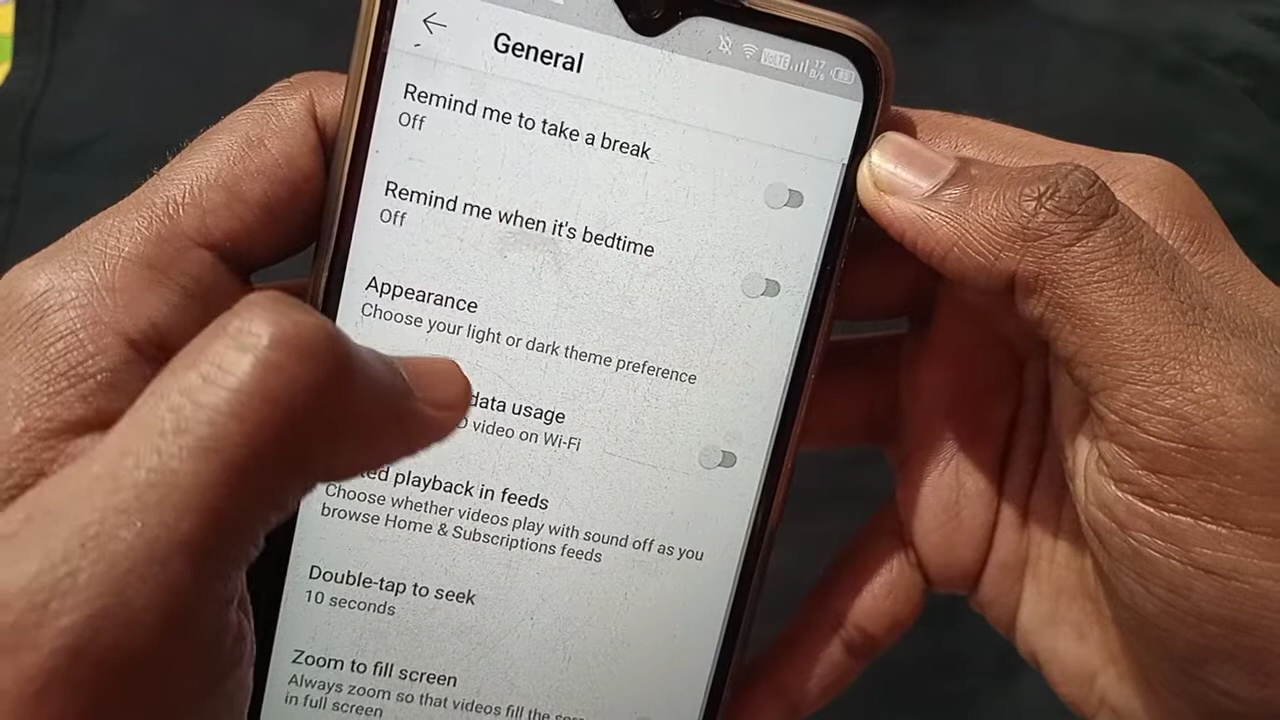 General
VOLTE
17
B/s
89
Remind me to take a break
Off
Remind me when it's bedtime
Off
Appearance
Choose your light or dark theme preference
data usage
video on Wi-Fi
playback in feeds
Choose whether videos play with sound off as you
browse Home & Subscriptions feeds
Double-tap to seek
10 seconds
Zoom to fill screen
Always zoom so that videos fill the
in full screen